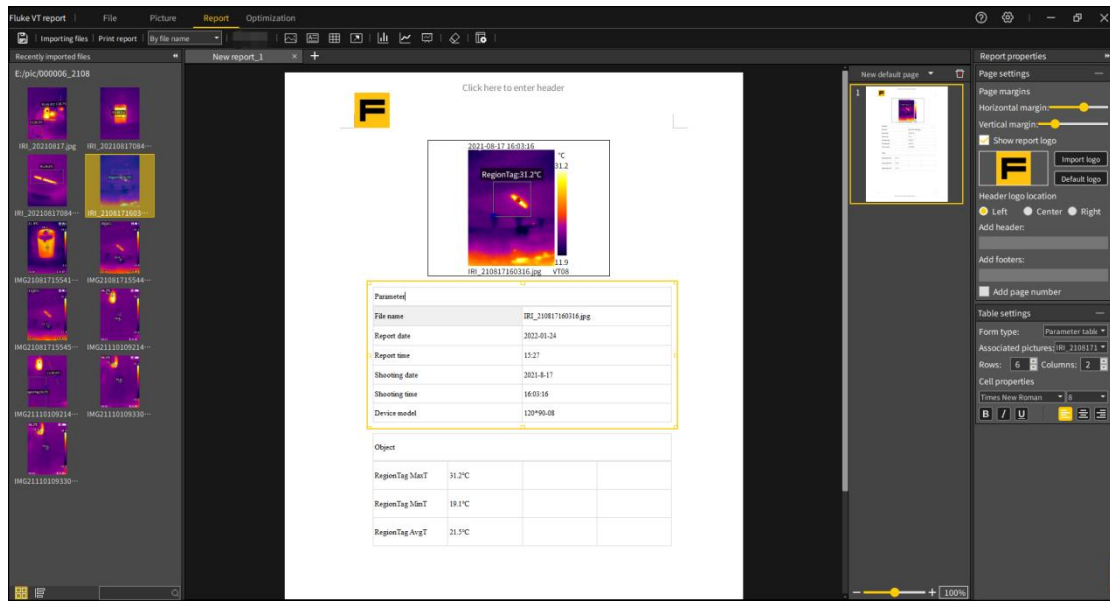 Fluke VT report File Picture Report Optimization
Importing files Print report By file name
Recently imported files
New report_1 × +
Report properties
E:/pic/000006_2108
IRI_20210817.jpg IRI_20210817084···
IRI_20210817084··· IRI_2108171603···
IMG21081715541··· IMG21081715544···
IMG21081715545··· IMG21110109214···
IMG21110109214··· IMG21110109330···
IMG21110109330···
Click here to enter header
F
2021-08-17 16:03:16
°C
31.2
RegionTag:31.2°C
11.9
IRI_210817160316.jpg VT08
Parameter
File name IRI_210817160316.jpg
Report date 2022-01-24
Report time 15:27
Shooting date 2021-8-17
Shooting time 16:03:16
Device model 120*90-08
Object
RegionTag MaxT 31.2°C
RegionTag MinT 19.1°C
RegionTag AvgT 21.5°C
New default page
1
100%
Page settings
Page margins
Horizontal margin:
Vertical margin:
Show report logo
F
Import logo
Default logo
Header logo location
Left Center Right
Add header:
Add footers:
Add page number
Table settings
Form type: Parameter table
Associated pictures: IRI_2108171
Rows: 6 Columns: 2
Cell properties
Times New Roman 8
B I U